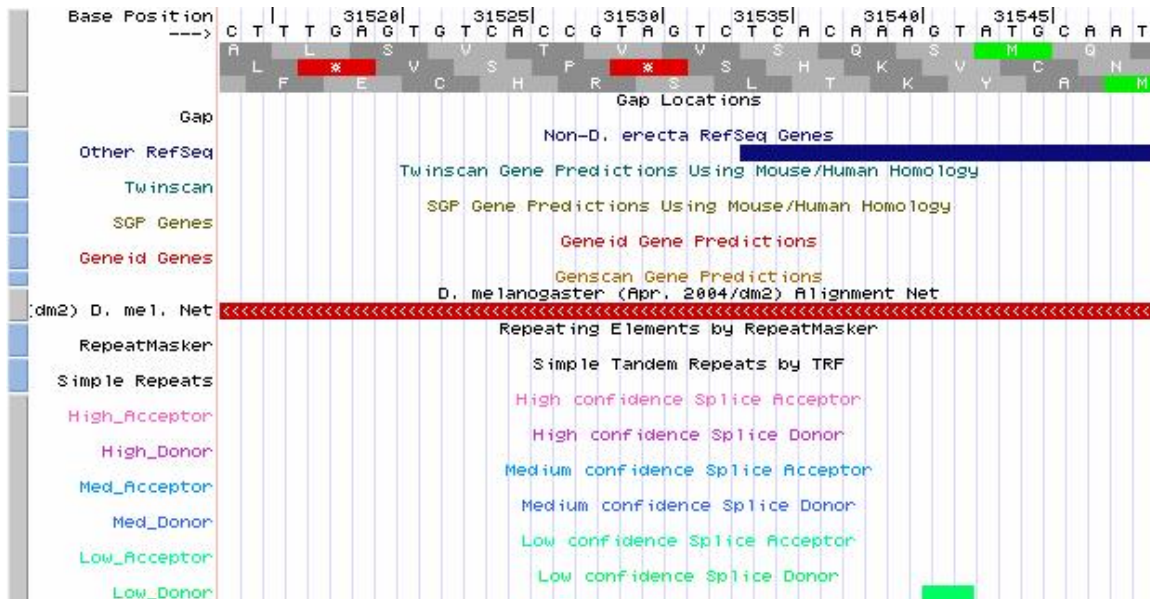 Base Position 31520| 31525| 31530| 31535| 31540| 31545|
---> C T T T G A G T G T C A C C G T A G T C T C A C A A A G T A T G C A A T
A L S V T V V S Q S M Q
L * V S P * S H K V C N
F E C H R S L T K Y A M
Gap Locations
Gap
Non-D. erecta RefSeq Genes
Other RefSeq
Twinscan Gene Predictions Using Mouse/Human Homology
Twinscan
SGP Gene Predictions Using Mouse/Human Homology
SGP Genes
Geneid Gene Predictions
Geneid Genes
Genscan Gene Predictions
D. melanogaster (Apr. 2004/dm2) Alignment Net
(dm2) D. mel. Net
Repeating Elements by RepeatMasker
RepeatMasker
Simple Tandem Repeats by TRF
Simple Repeats
High confidence Splice Acceptor
High_Acceptor
High confidence Splice Donor
High_Donor
Medium confidence Splice Acceptor
Med_Acceptor
Medium confidence Splice Donor
Med_Donor
Low confidence Splice Acceptor
Low_Acceptor
Low confidence Splice Donor
Low_Donor